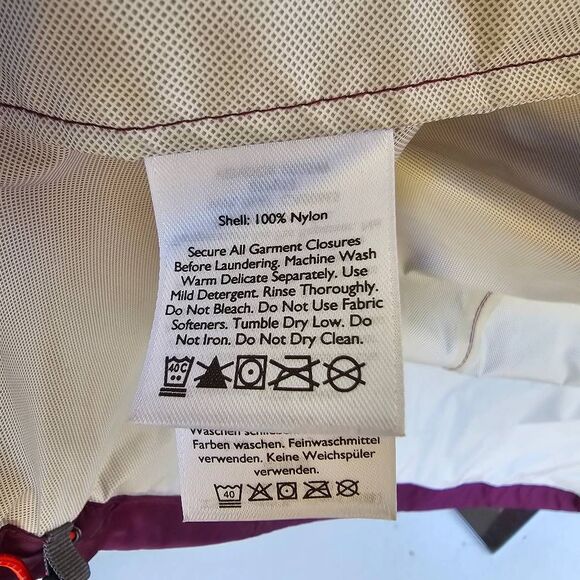 Shell: 100% Nylon
Secure All Garment Closures
Before Laundering. Machine Wash
Warm Delicate Separately. Use
Mild Detergent. Rinse Thoroughly.
Do Not Bleach. Do Not Use Fabric
Softeners. Tumble Dry Low. Do
Not Iron. Do Not Dry Clean.
40C
Waschen
Farben waschen. Feinwaschmittel
verwenden. Keine Weichspüler
verwenden.
40